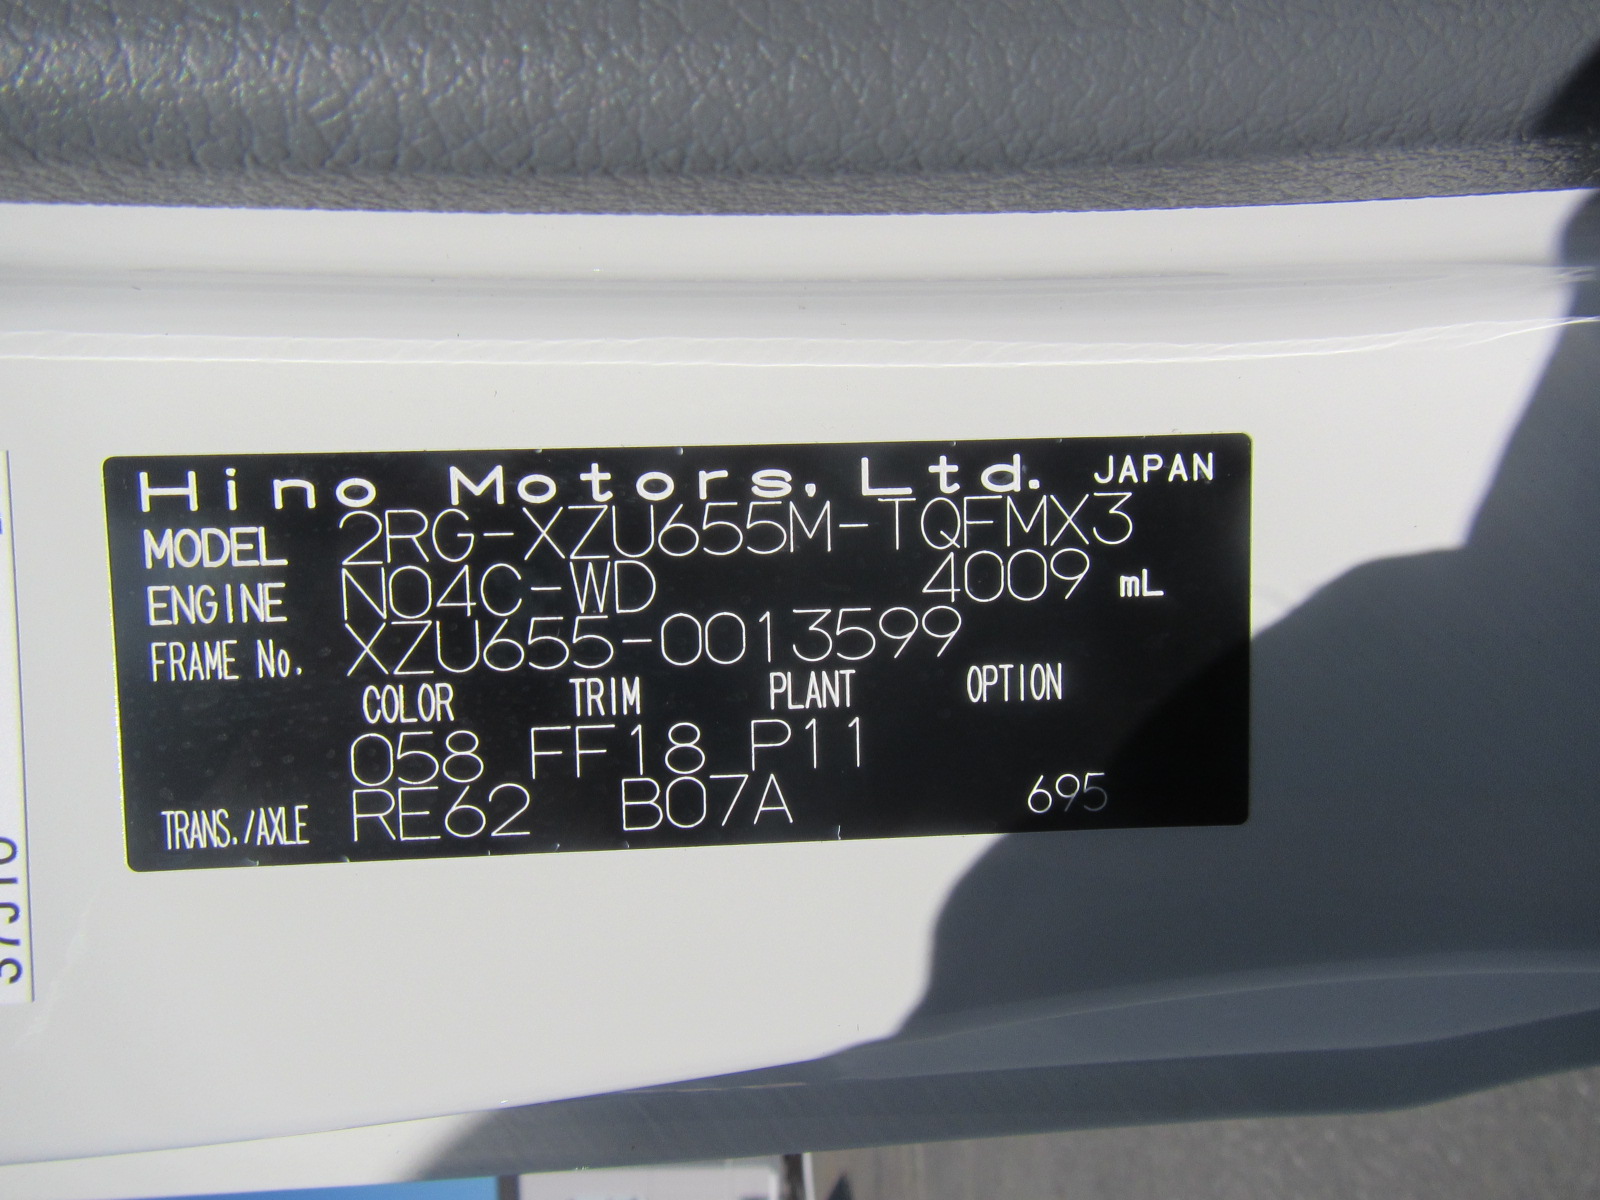 Hino Motors, Ltd. JAPAN
MODEL 2RG-XZU655M-TQFMX3
ENGINE N04C-WD 4009 mL
FRAME No. XZU655-0013599
COLOR TRIM PLANT OPTION
058 FF18 P11
TRANS./AXLE RE62 B07A 695